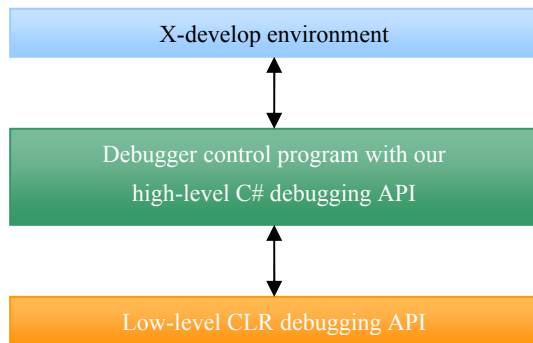 X-develop environment
Debugger control program with our
high-level C# debugging API
Low-level CLR debugging API